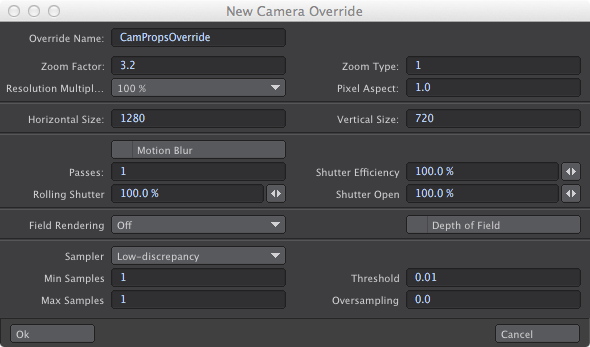 New Camera Override
Override Name: CamPropsOverride
Zoom Factor: 3.2 Zoom Type: 1
Resolution Multipl... 100 % Pixel Aspect: 1.0
Horizontal Size: 1280 Vertical Size: 720
Motion Blur
Passes: 1 Shutter Efficiency 100.0 %
Rolling Shutter 100.0 % Shutter Open 100.0 %
Field Rendering Off Depth of Field
Sampler Low-discrepancy
Min Samples 1 Threshold 0.01
Max Samples 1 Oversampling 0.0
Ok Cancel